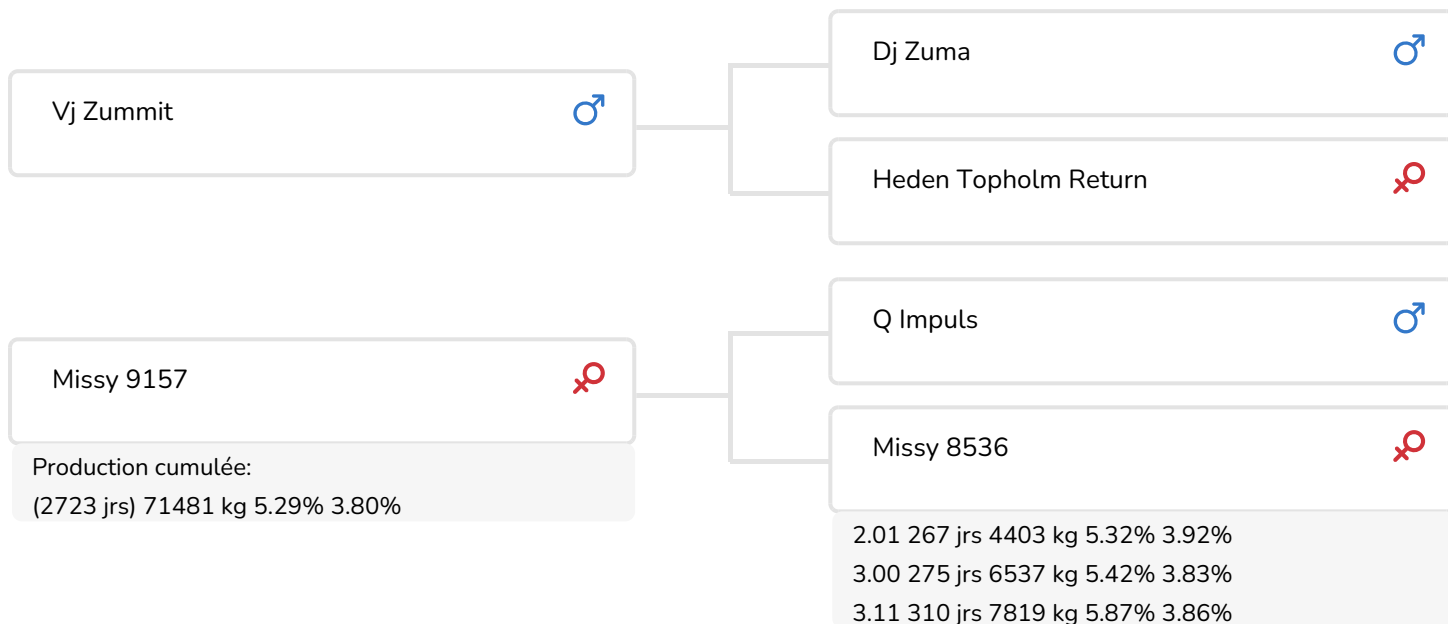 Dj Zuma
Vj Zummit
Heden Topholm Return
Q Impuls
Missy 9157
Missy 8536
Production cumulée:
(2723 jrs) 71481 kg 5.29% 3.80%
2.01 267 jrs 4403 kg 5.32% 3.92%
3.00 275 jrs 6537 kg 5.42% 3.83%
3.11 310 jrs 7819 kg 5.87% 3.86%